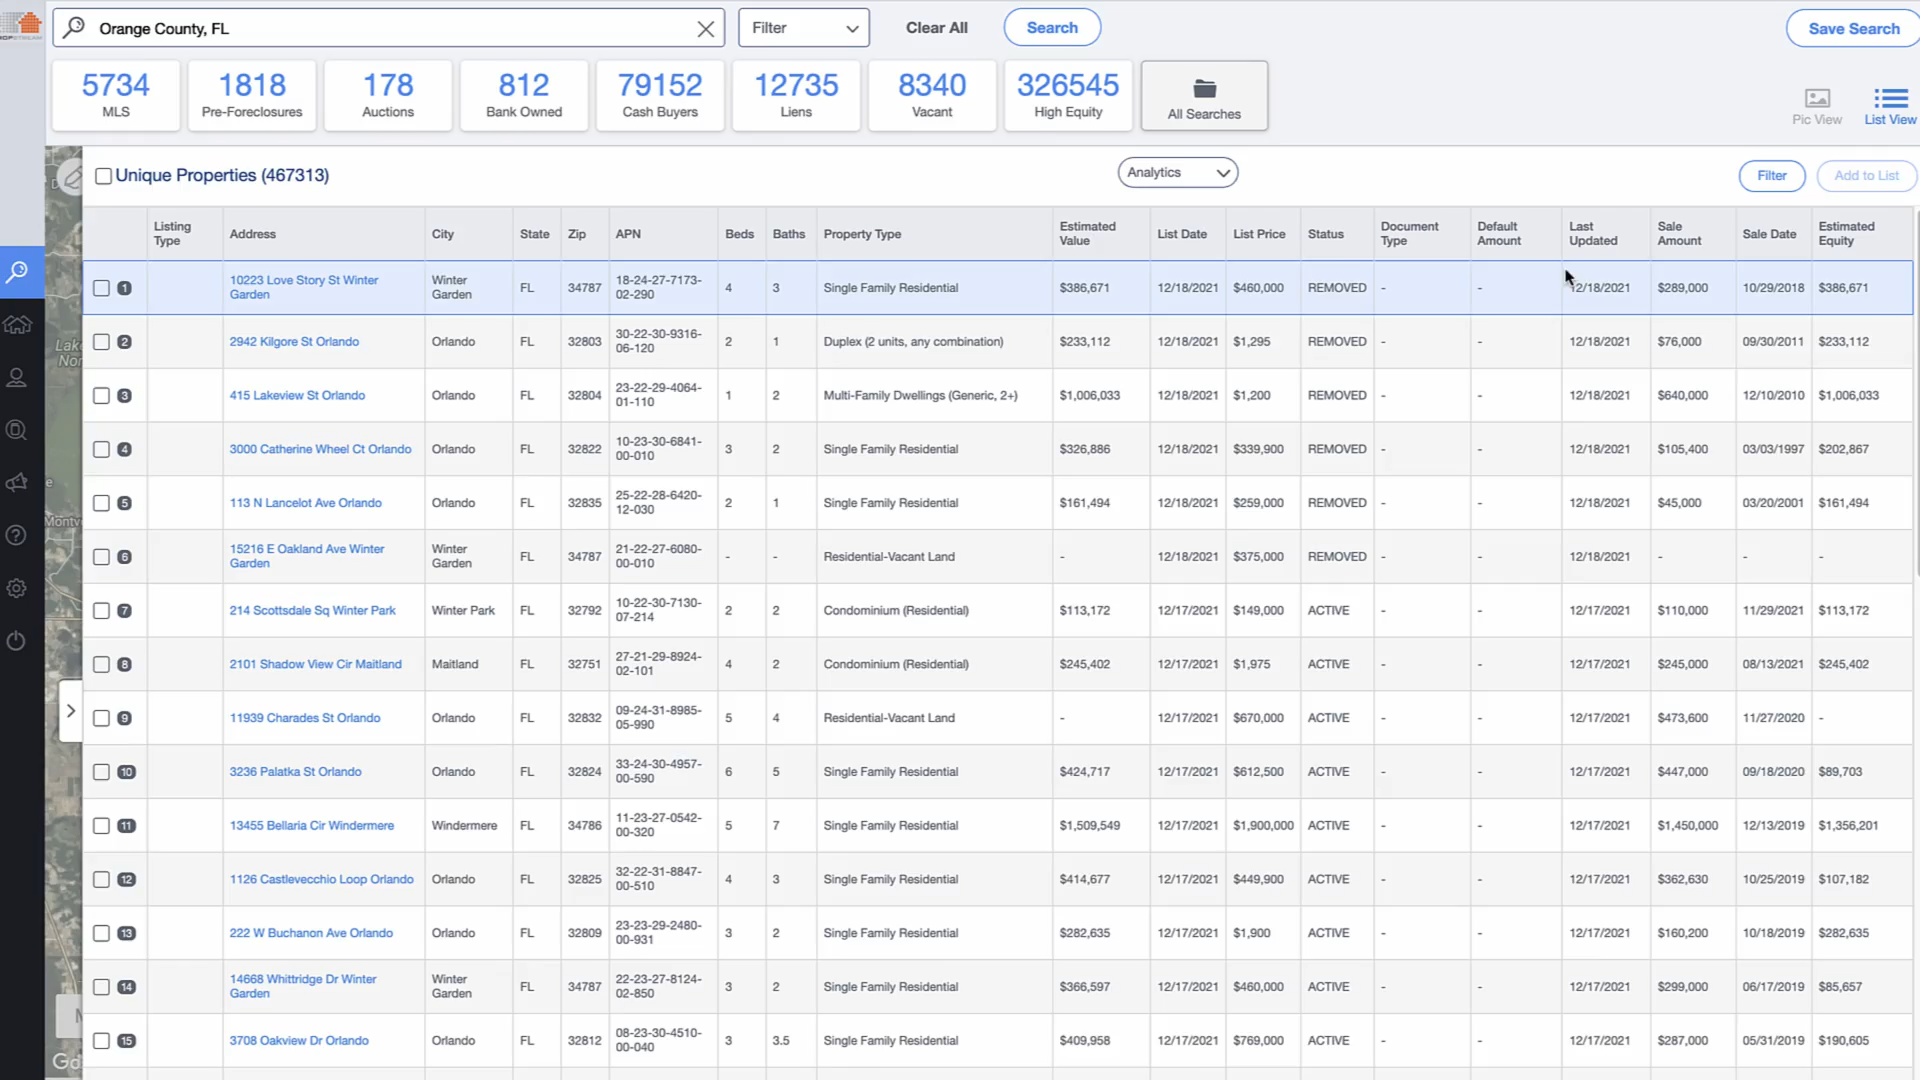 Orange County, FL
Filter
Clear All
Search
Save Search
5734
MLS
1818
Pre-Foreclosures
178
Auctions
812
Bank Owned
79152
Cash Buyers
12735
Liens
8340
Vacant
326545
High Equity
All Searches
Pic View
List View
Unique Properties (467313)
Analytics
Filter
Add to List
Listing Type Address City State Zip APN Beds Baths Property Type Estimated Value List Date List Price Status Document Type Default Amount Last Updated Sale Amount Sale Date Estimated Equity
1 10223 Love Story St Winter Garden Winter Garden FL 34787 18-24-27-7173-02-290 4 3 Single Family Residential $386,671 12/18/2021 $460,000 REMOVED - - 12/18/2021 $289,000 10/29/2018 $386,671
2 2942 Kilgore St Orlando Orlando FL 32803 30-22-30-9316-06-120 2 1 Duplex (2 units, any combination) $233,112 12/18/2021 $1,295 REMOVED - - 12/18/2021 $76,000 09/30/2011 $233,112
3 415 Lakeview St Orlando Orlando FL 32804 23-22-29-4064-01-110 1 2 Multi-Family Dwellings (Generic, 2+) $1,006,033 12/18/2021 $1,200 REMOVED - - 12/18/2021 $640,000 12/10/2010 $1,006,033
4 3000 Catherine Wheel Ct Orlando Orlando FL 32822 10-23-30-6841-00-010 3 2 Single Family Residential $326,886 12/18/2021 $339,900 REMOVED - - 12/18/2021 $105,400 03/03/1997 $202,867
5 113 N Lancelot Ave Orlando Orlando FL 32835 25-22-28-6420-12-030 2 1 Single Family Residential $161,494 12/18/2021 $259,000 REMOVED - - 12/18/2021 $45,000 03/20/2001 $161,494
6 15216 E Oakland Ave Winter Garden Winter Garden FL 34787 21-22-27-6080-00-010 - - Residential-Vacant Land - 12/18/2021 $375,000 REMOVED - - 12/18/2021 - - -
7 214 Scottsdale Sq Winter Park Winter Park FL 32792 10-22-30-7130-07-214 2 2 Condominium (Residential) $113,172 12/17/2021 $149,000 ACTIVE - - 12/17/2021 $110,000 11/29/2021 $113,172
8 2101 Shadow View Cir Maitland Maitland FL 32751 27-21-29-8924-02-101 4 2 Condominium (Residential) $245,402 12/17/2021 $1,975 ACTIVE - - 12/17/2021 $245,000 08/13/2021 $245,402
9 11939 Charades St Orlando Orlando FL 32832 09-24-31-8985-05-990 5 4 Residential-Vacant Land - 12/17/2021 $670,000 ACTIVE - - 12/17/2021 $473,600 11/27/2020 -
10 3236 Palatka St Orlando Orlando FL 32824 33-24-30-4957-00-590 6 5 Single Family Residential $424,717 12/17/2021 $612,500 ACTIVE - - 12/17/2021 $447,000 09/18/2020 $89,703
11 13455 Bellaria Cir Windermere Windermere FL 34786 11-23-27-0542-00-320 5 7 Single Family Residential $1,509,549 12/17/2021 $1,900,000 ACTIVE - - 12/17/2021 $1,450,000 12/13/2019 $1,356,201
12 1126 Castlevecchio Loop Orlando Orlando FL 32825 32-22-31-8847-00-510 4 3 Single Family Residential $414,677 12/17/2021 $449,900 ACTIVE - - 12/17/2021 $362,630 10/25/2019 $107,182
13 222 W Buchanon Ave Orlando Orlando FL 32809 23-23-29-2480-00-931 3 2 Single Family Residential $282,635 12/17/2021 $1,900 ACTIVE - - 12/17/2021 $160,200 10/18/2019 $282,635
14 14668 Whittridge Dr Winter Garden Winter Garden FL 34787 22-23-27-8124-02-850 3 2 Single Family Residential $366,597 12/17/2021 $460,000 ACTIVE - - 12/17/2021 $299,000 06/17/2019 $85,657
15 3708 Oakview Dr Orlando Orlando FL 32812 08-23-30-4510-00-040 3 3.5 Single Family Residential $409,958 12/17/2021 $769,000 ACTIVE - - 12/17/2021 $287,000 05/31/2019 $190,605